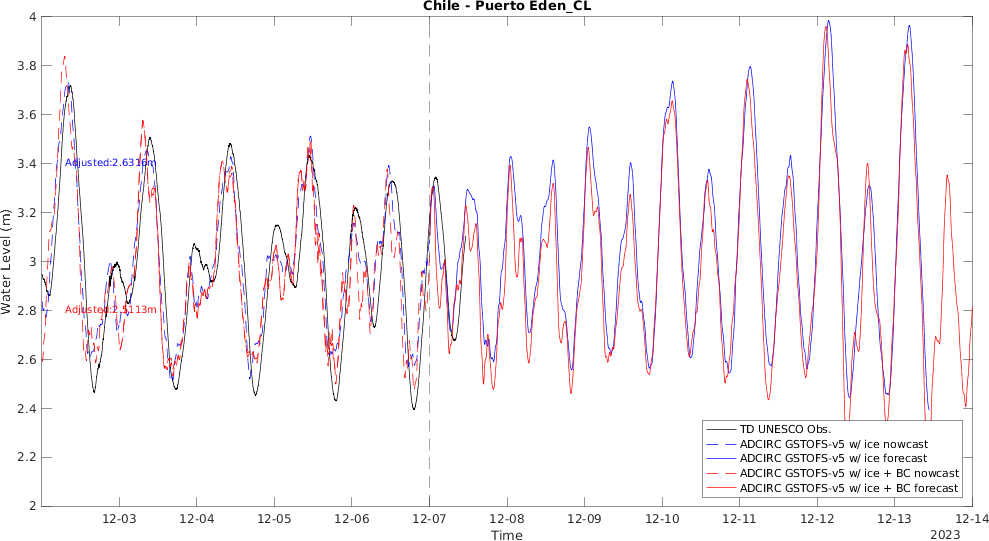 Chile - Puerto Eden_CL
4
3.8
3.6
3.4
3.2
3
2.8
2.6
2.4
2.2
2
Water Level (m)
Adjusted:2.6316m
Adjusted:2.5113m
TD UNESCO Obs.
ADCIRC GSTOFS-v5 w/ ice nowcast
ADCIRC GSTOFS-v5 w/ ice forecast
ADCIRC GSTOFS-v5 w/ ice + BC nowcast
ADCIRC GSTOFS-v5 w/ ice + BC forecast
12-03 12-04 12-05 12-06 12-07 12-08 12-09 12-10 12-11 12-12 12-13 12-14
Time
2023